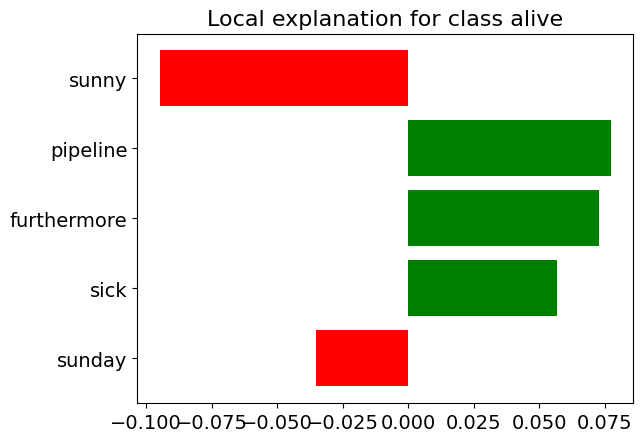 Local explanation for class alive
sunny
pipeline
furthermore
sick
sunday
−0.100 −0.075 −0.050 −0.025 0.000 0.025 0.050 0.075